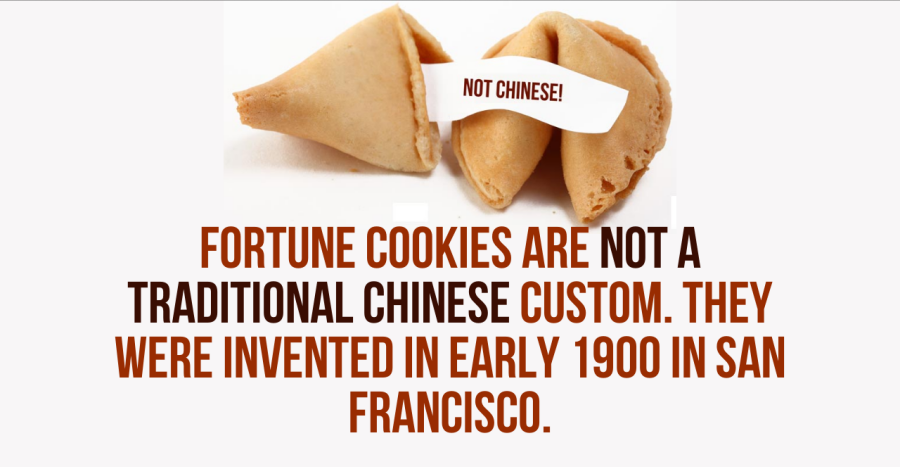 NOT CHINESE!
FORTUNE COOKIES ARE NOT A
TRADITIONAL CHINESE CUSTOM. THEY
WERE INVENTED IN EARLY 1900 IN SAN
FRANCISCO.